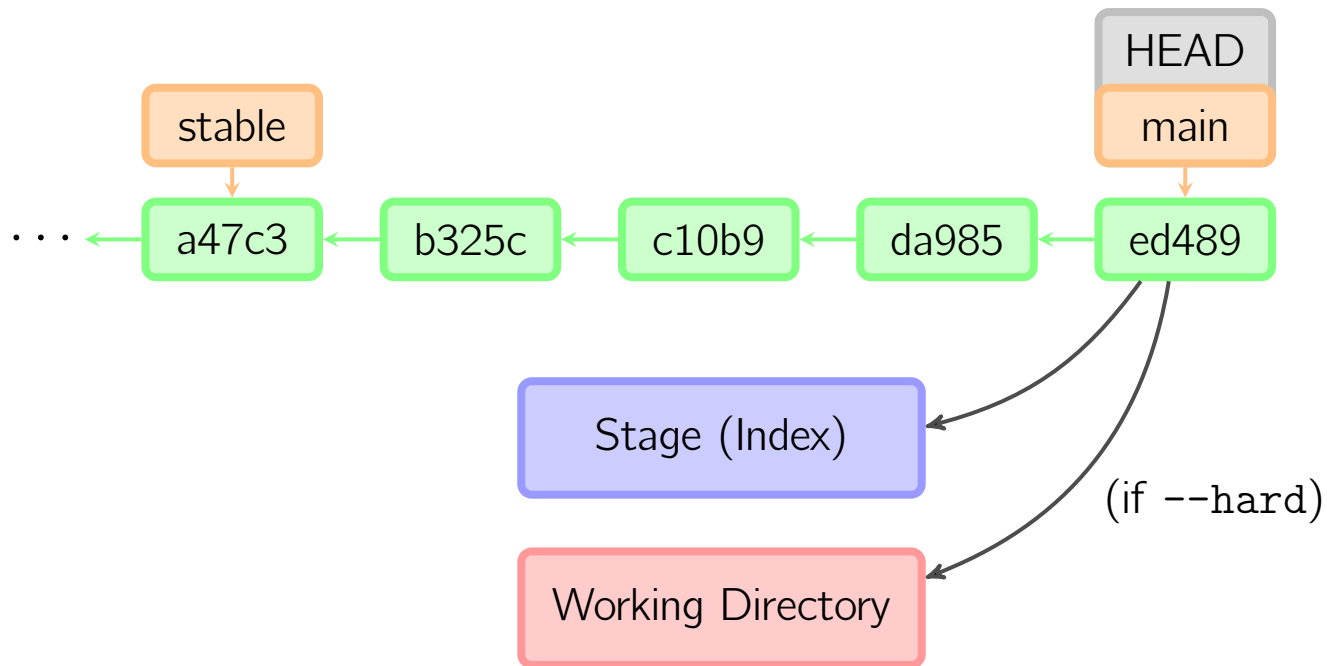 HEAD
stable
main
··· a47c3 b325c c10b9 da985 ed489
Stage (Index)
(if --hard)
Working Directory